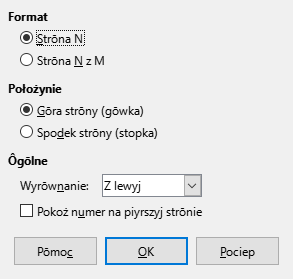 Format
Strōna N
Strōna N z M
Położynie
Gōra strōny (gōwka)
Spodek strōny (stopka)
Ôgōlne
Wyrōwnanie:
Z lewyj
Pokoż numer na piyrszyj strōnie
Pōmoc
OK
Pociep